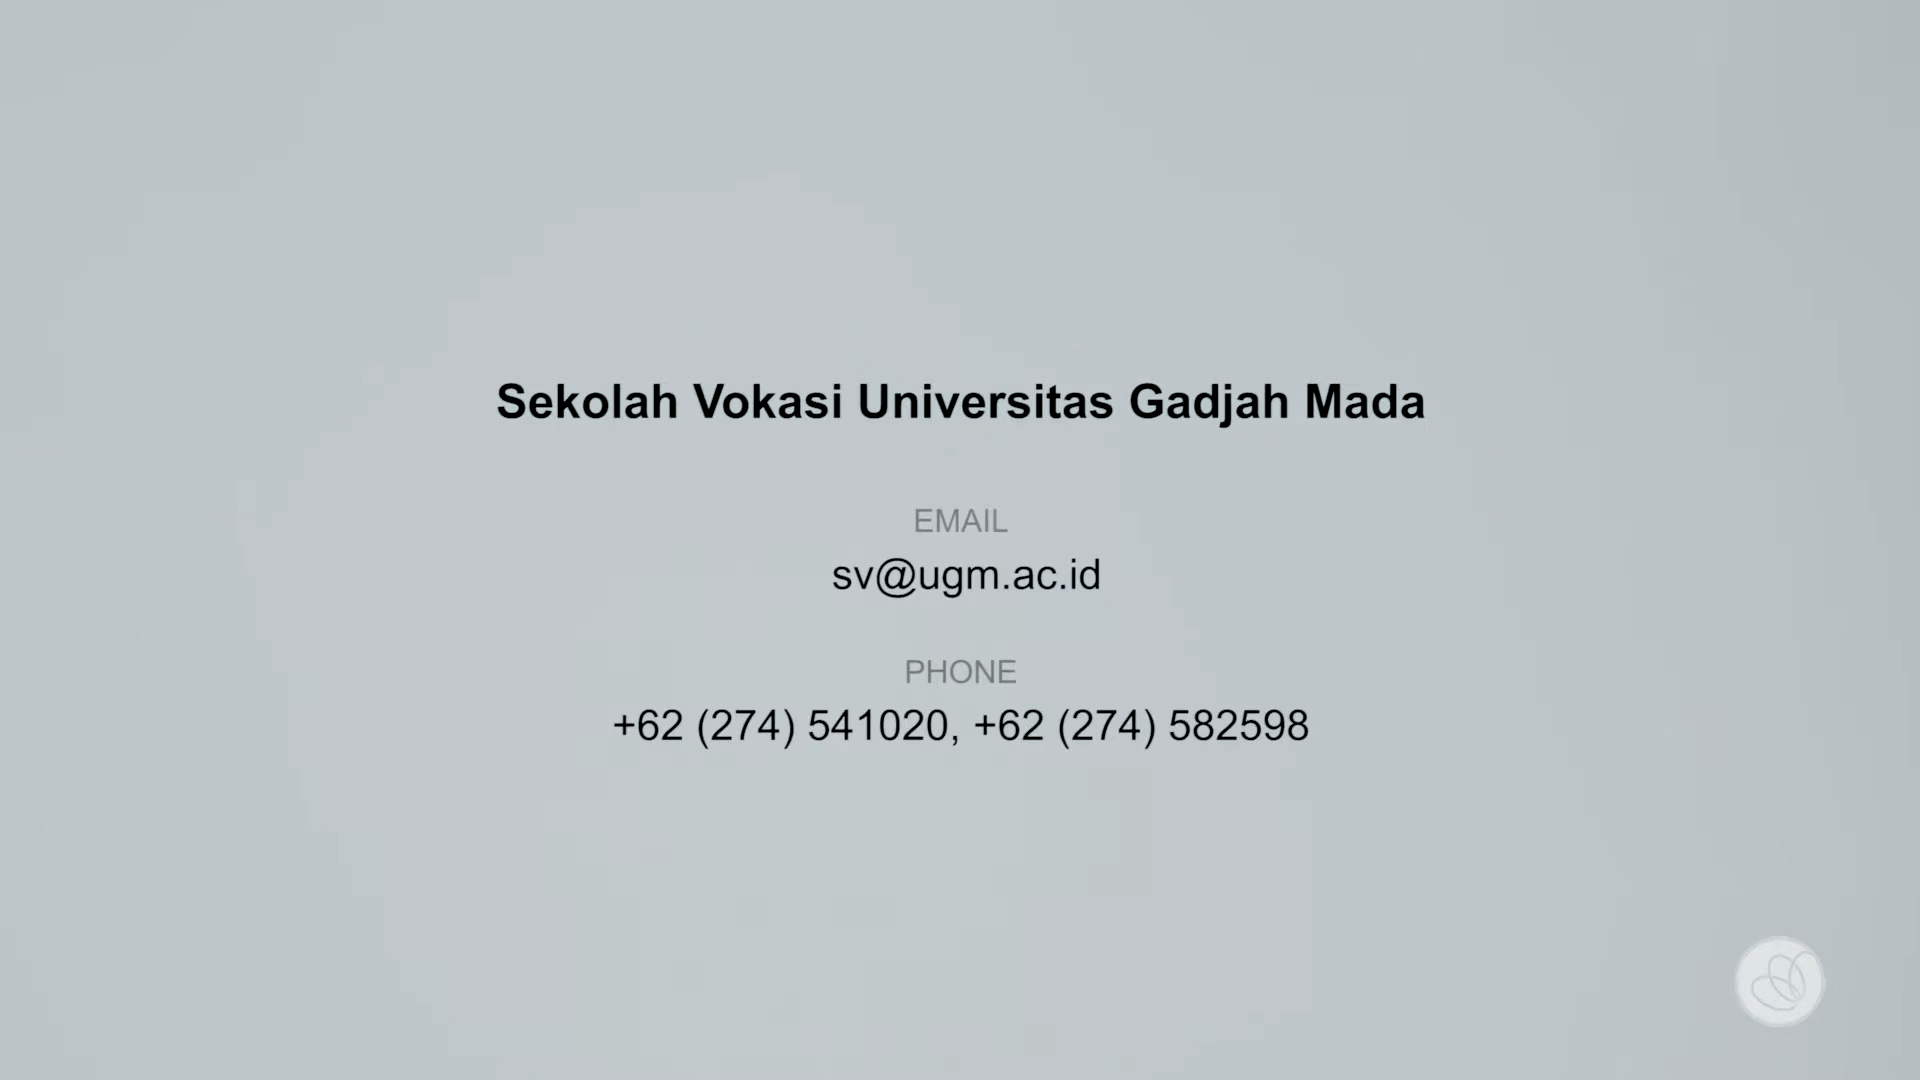 Sekolah Vokasi Universitas Gadjah Mada
EMAIL
sv@ugm.ac.id
PHONE
+62 (274) 541020, +62 (274) 582598